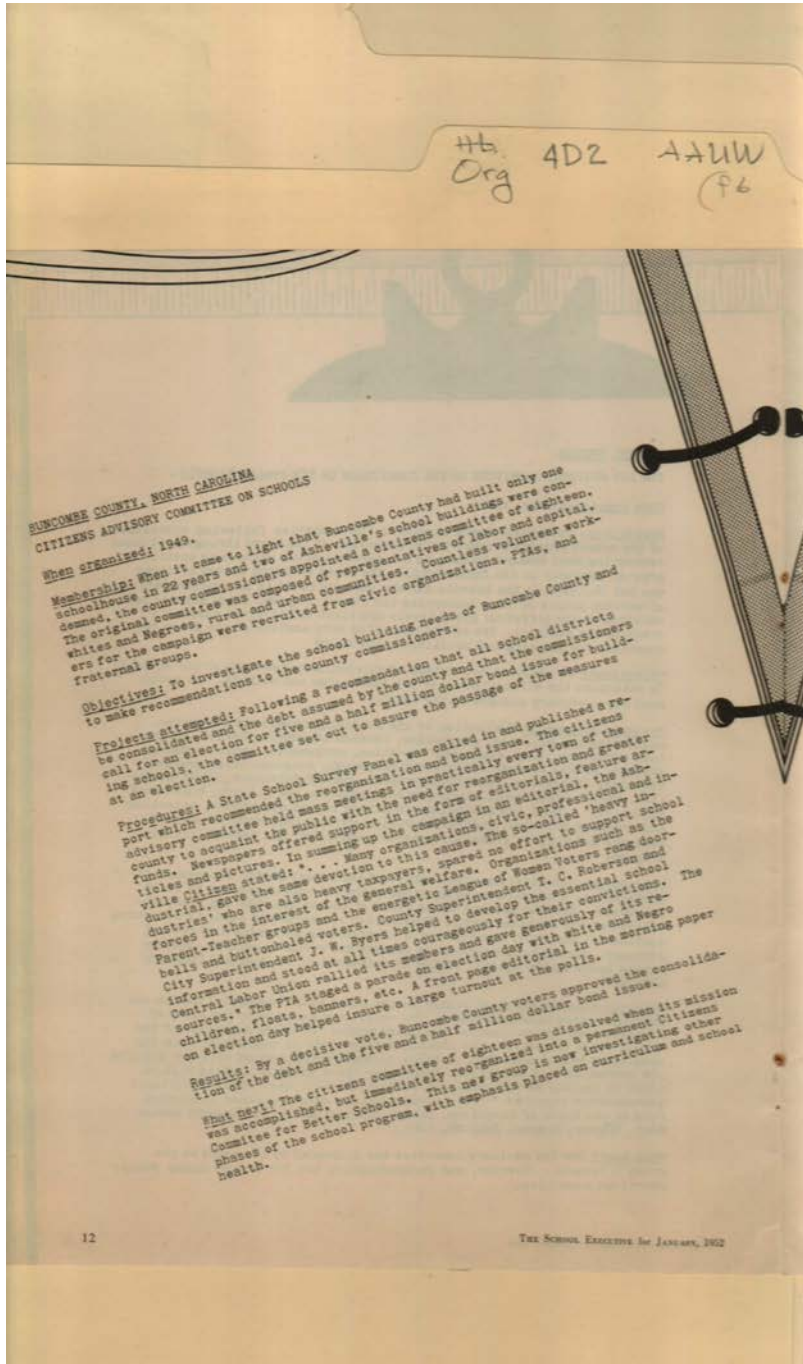 Hb. 4D2 AAUW
Org (P6
BUNCOMBE COUNTY, NORTH CAROLINA
CITIZENS ADVISORY COMMITTEE ON SCHOOLS
When organized: 1949.
Membership: When it came to light that Buncombe County had built only one
schoolhouse in 22 years and two of Asheville's school buildings were con-
demned, the county commissioners appointed a citizens committee of eighteen.
The original committee was composed of representatives of labor and capital,
whites and Negroes, rural and urban communities. Countless volunteer work-
ers for the campaign were recruited from civic organizations, PTAs, and
fraternal groups.
Objectives: To investigate the school building needs of Buncombe County and
to make recommendations to the county commissioners.
Projects attempted: Following a recommendation that all school districts
be consolidated and the debt assumed by the county and that the commissioners
call for an election for five and a half million dollar bond issue for build-
ing schools, the committee set out to assure the passage of the measures
at an election.
Procedures: A State School Survey Panel was called in and published a re-
port which recommended the reorganization and bond issue. The citizens
advisory committee held mass meetings in practically every town of the
county to acquaint the public with the need for reorganization and greater
funds. Newspapers offered support in the form of editorials, feature ar-
ticles and pictures. In summing up the campaign in an editorial, the Ash-
ville Citizen stated: ". . . Many organizations, civic, professional and in-
dustrial, gave the same devotion to this cause. The so-called 'heavy in-
dustries' who are also heavy taxpayers, spared no effort to support school
forces in the interest of the general welfare. Organizations such as the
Parent-Teacher groups and the energetic League of Women Voters rang door-
bells and buttonholed voters. County Superintendent T. C. Roberson and
City Superintendent J. W. Byers helped to develop the essential school
information and stood at all times courageously for their convictions. The
Central Labor Union rallied its members and gave generously of its re-
sources." The PTA staged a parade on election day with white and Negro
children, floats, banners, etc. A front page editorial in the morning paper
on election day helped insure a large turnout at the polls.
Results: By a decisive vote, Buncombe County voters approved the consolida-
tion of the debt and the five and a half million dollar bond issue.
What next? The citizens committee of eighteen was dissolved when its mission
was accomplished, but immediately reorganized into a permanent Citizens
Commitee for Better Schools. This new group is now investigating other
phases of the school program, with emphasis placed on curriculum and school
health.
12 THE SCHOOL EXECUTIVE for JANUARY, 1952